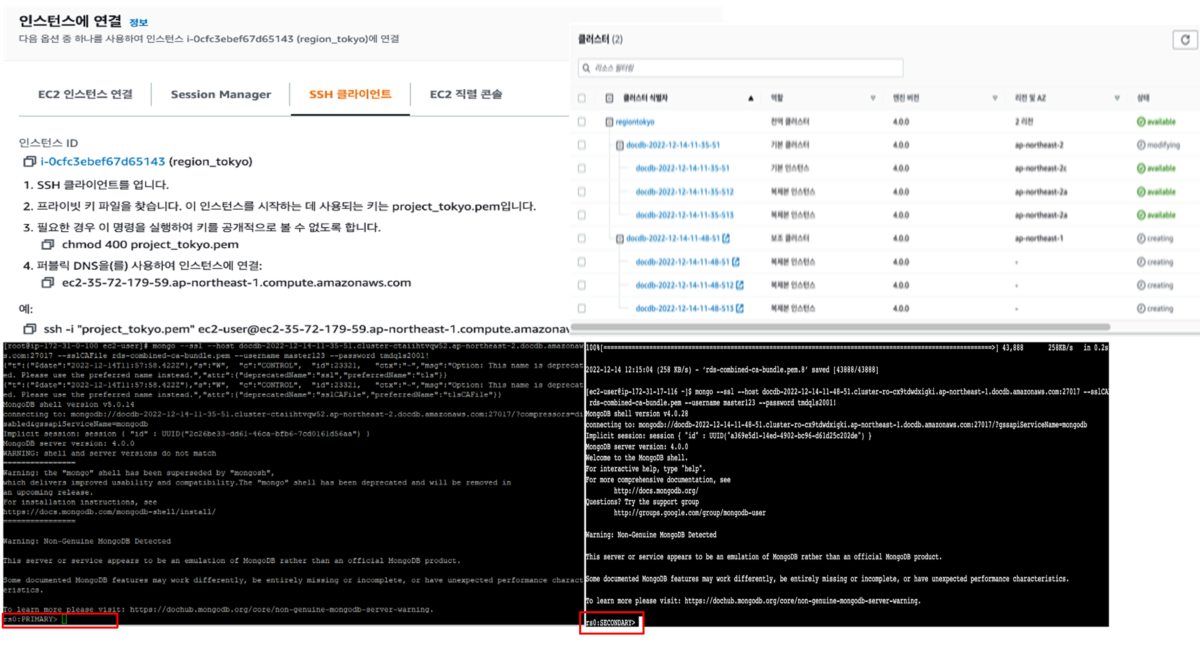 인스턴스에 연결 정보
다음 옵션 중 하나를 사용하여 인스턴스 i-0cfc3ebef67d65143 (region_tokyo)에 연결
EC2 인스턴스 연결
Session Manager
SSH 클라이언트
EC2 직렬 콘솔
인스턴스 ID
i-0cfc3ebef67d65143 (region_tokyo)
1. SSH 클라이언트를 엽니다.
2. 프라이빗 키 파일을 찾습니다. 이 인스턴스를 시작하는 데 사용되는 키는 project_tokyo.pem입니다.
3. 필요한 경우 이 명령을 실행하여 키를 공개적으로 볼 수 없도록 합니다.
chmod 400 project_tokyo.pem
4. 퍼블릭 DNS을(를) 사용하여 인스턴스에 연결:
ec2-35-72-179-59.ap-northeast-1.compute.amazonaws.com
예:
ssh -i "project_tokyo.pem" ec2-user@ec2-35-72-179-59.ap-northeast-1.compute.amazonaw
클러스터 (2)
리소스 필터링
클러스터 식별자 역할 엔진 버전 리전 및 AZ 상태
regiontokyo 전역 클러스터 4.0.0 2 리전 available
docdb-2022-12-14-11-35-51 기본 클러스터 4.0.0 ap-northeast-2 modifying
docdb-2022-12-14-11-35-51 기본 인스턴스 4.0.0 ap-northeast-2c available
docdb-2022-12-14-11-35-512 복제본 인스턴스 4.0.0 ap-northeast-2a available
docdb-2022-12-14-11-35-513 복제본 인스턴스 4.0.0 ap-northeast-2a available
docdb-2022-12-14-11-48-51 보조 클러스터 4.0.0 ap-northeast-1 creating
docdb-2022-12-14-11-48-51 복제본 인스턴스 4.0.0 - creating
docdb-2022-12-14-11-48-512 복제본 인스턴스 4.0.0 - creating
docdb-2022-12-14-11-48-513 복제본 인스턴스 4.0.0 - creating
[root@ip-172-31-0-100 ec2-user]# mongo --ssl --host docdb-2022-12-14-11-35-51.cluster-ctaiihtvqw52.ap-northeast-2.docdb.amazonaw
s.com:27017 --sslCAFile rds-combined-ca-bundle.pem --username master123 --password tmdqls2001!
{"t":{"$date":"2022-12-14T11:57:58.422Z"},"s":"W", "c":"CONTROL", "id":23321, "ctx":"-","msg":"Option: This name is deprecat
ed. Please use the preferred name instead.","attr":{"deprecatedName":"ssl","preferredName":"tls"}}
{"t":{"$date":"2022-12-14T11:57:58.422Z"},"s":"W", "c":"CONTROL", "id":23321, "ctx":"-","msg":"Option: This name is deprecat
ed. Please use the preferred name instead.","attr":{"deprecatedName":"sslCAFile","preferredName":"tlsCAFile"}}
MongoDB shell version v5.0.14
connecting to: mongodb://docdb-2022-12-14-11-35-51.cluster-ctaiihtvqw52.ap-northeast-2.docdb.amazonaws.com:27017/?compressors=di
sabled&gssapiServiceName=mongodb
Implicit session: session { "id" : UUID("2c26be33-dd61-46ca-bfb6-7cd0161d56aa") }
MongoDB server version: 4.0.0
WARNING: shell and server versions do not match
================
Warning: the "mongo" shell has been superseded by "mongosh",
which delivers improved usability and compatibility.The "mongo" shell has been deprecated and will be removed in
an upcoming release.
For installation instructions, see
https://docs.mongodb.com/mongodb-shell/install/
================
Warning: Non-Genuine MongoDB Detected
This server or service appears to be an emulation of MongoDB rather than an official MongoDB product.
Some documented MongoDB features may work differently, be entirely missing or incomplete, or have unexpected performance charact
eristics.
To learn more please visit: https://dochub.mongodb.org/core/non-genuine-mongodb-server-warning.
rs0:PRIMARY>
100%[====================>] 43,888 258KB/s in 0.2s
2022-12-14 12:15:04 (258 KB/s) - 'rds-combined-ca-bundle.pem.8' saved [43888/43888]
[ec2-user@ip-172-31-17-116 ~]$ mongo --ssl --host docdb-2022-12-14-11-48-51.cluster-ro-cx9tdwdxigki.ap-northeast-1.docdb.amazonaws.com:27017 --sslCA
rds-combined-ca-bundle.pem --username master123 --password tmdqls2001!
MongoDB shell version v4.0.28
connecting to: mongodb://docdb-2022-12-14-11-48-51.cluster-ro-cx9tdwdxigki.ap-northeast-1.docdb.amazonaws.com:27017/?gssapiServiceName=mongodb
Implicit session: session { "id" : UUID("a369e5d1-14ed-4902-bc96-d61d25c202de") }
MongoDB server version: 4.0.0
Welcome to the MongoDB shell.
For interactive help, type "help".
For more comprehensive documentation, see
http://docs.mongodb.org/
Questions? Try the support group
http://groups.google.com/group/mongodb-user
Warning: Non-Genuine MongoDB Detected
This server or service appears to be an emulation of MongoDB rather than an official MongoDB product.
Some documented MongoDB features may work differently, be entirely missing or incomplete, or have unexpected performance characteristics.
To learn more please visit: https://dochub.mongodb.org/core/non-genuine-mongodb-server-warning.
rs0:SECONDARY>